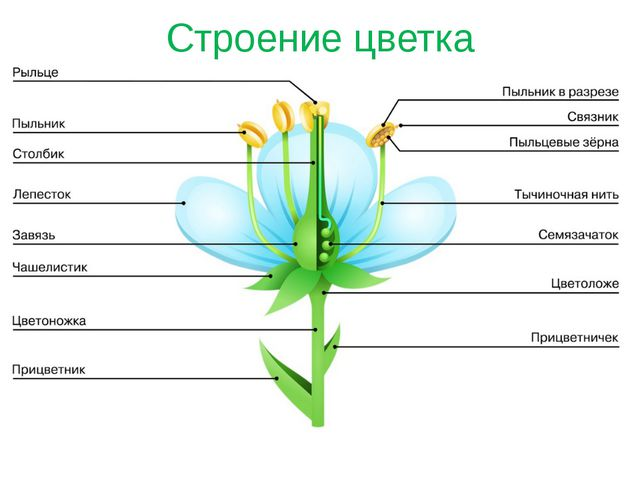 Строение цветка
Рыльце
Пыльник
Столбик
Лепесток
Завязь
Чашелистик
Цветоножка
Прицветник
Пыльник в разрезе
Связник
Пыльцевые зёрна
Тычиночная нить
Семязачаток
Цветоложе
Прицветничек